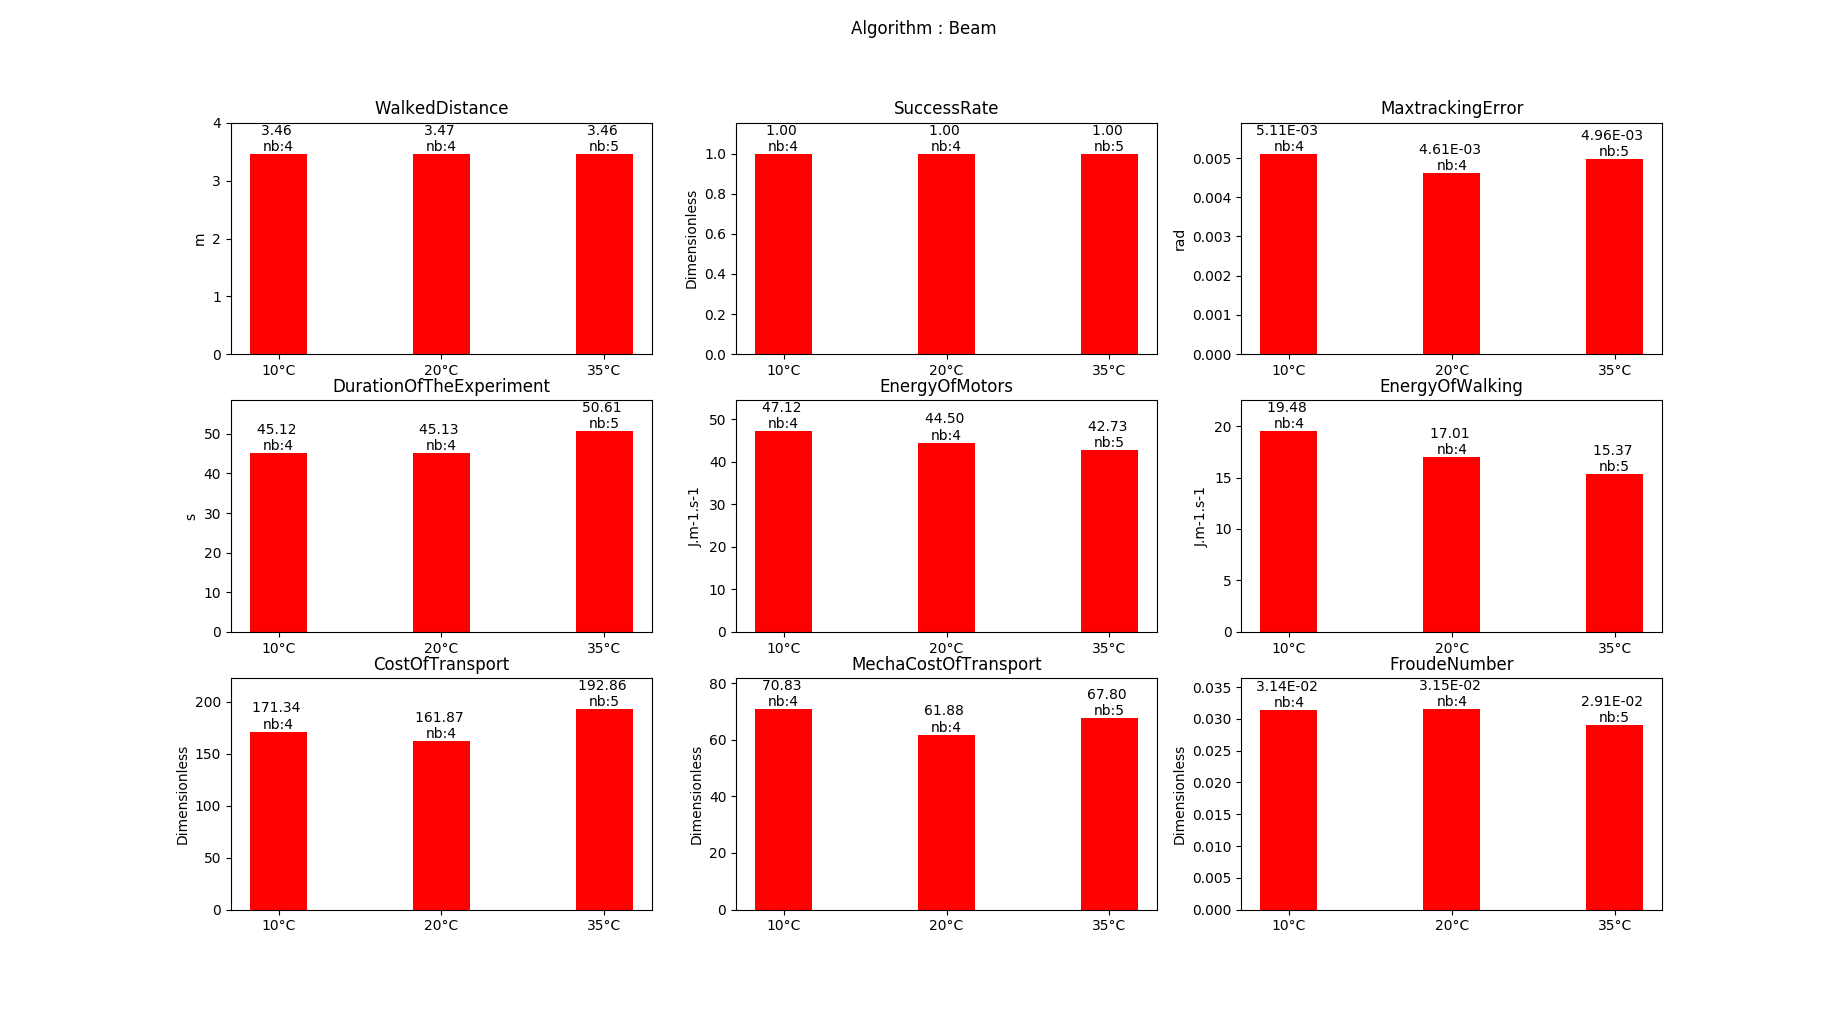 Algorithm : Beam
WalkedDistance
m
4
3
2
1
0
3.46
nb:4
3.47
nb:4
3.46
nb:5
10°C
20°C
35°C
SuccessRate
Dimensionless
1.0
0.8
0.6
0.4
0.2
0.0
1.00
nb:4
1.00
nb:4
1.00
nb:5
10°C
20°C
35°C
MaxtrackingError
rad
0.005
0.004
0.003
0.002
0.001
0.000
5.11E-03
nb:4
4.61E-03
nb:4
4.96E-03
nb:5
10°C
20°C
35°C
DurationOfTheExperiment
s
50
40
30
20
10
0
45.12
nb:4
45.13
nb:4
50.61
nb:5
10°C
20°C
35°C
EnergyOfMotors
J.m-1.s-1
50
40
30
20
10
0
47.12
nb:4
44.50
nb:4
42.73
nb:5
10°C
20°C
35°C
EnergyOfWalking
J.m-1.s-1
20
15
10
5
0
19.48
nb:4
17.01
nb:4
15.37
nb:5
10°C
20°C
35°C
CostOfTransport
Dimensionless
200
150
100
50
0
171.34
nb:4
161.87
nb:4
192.86
nb:5
10°C
20°C
35°C
MechaCostOfTransport
Dimensionless
80
60
40
20
0
70.83
nb:4
61.88
nb:4
67.80
nb:5
10°C
20°C
35°C
FroudeNumber
Dimensionless
0.035
0.030
0.025
0.020
0.015
0.010
0.005
0.000
3.14E-02
nb:4
3.15E-02
nb:4
2.91E-02
nb:5
10°C
20°C
35°C